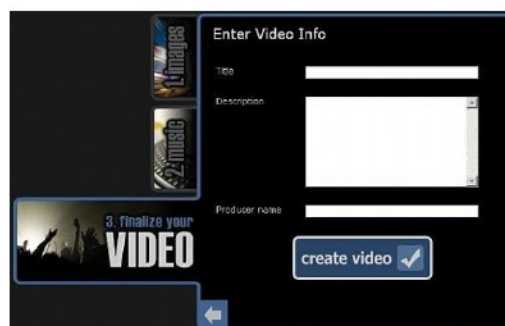 Enter Video Info
1. images
Title
Description
2. music
Producer name
3. finalize your
VIDEO
create video